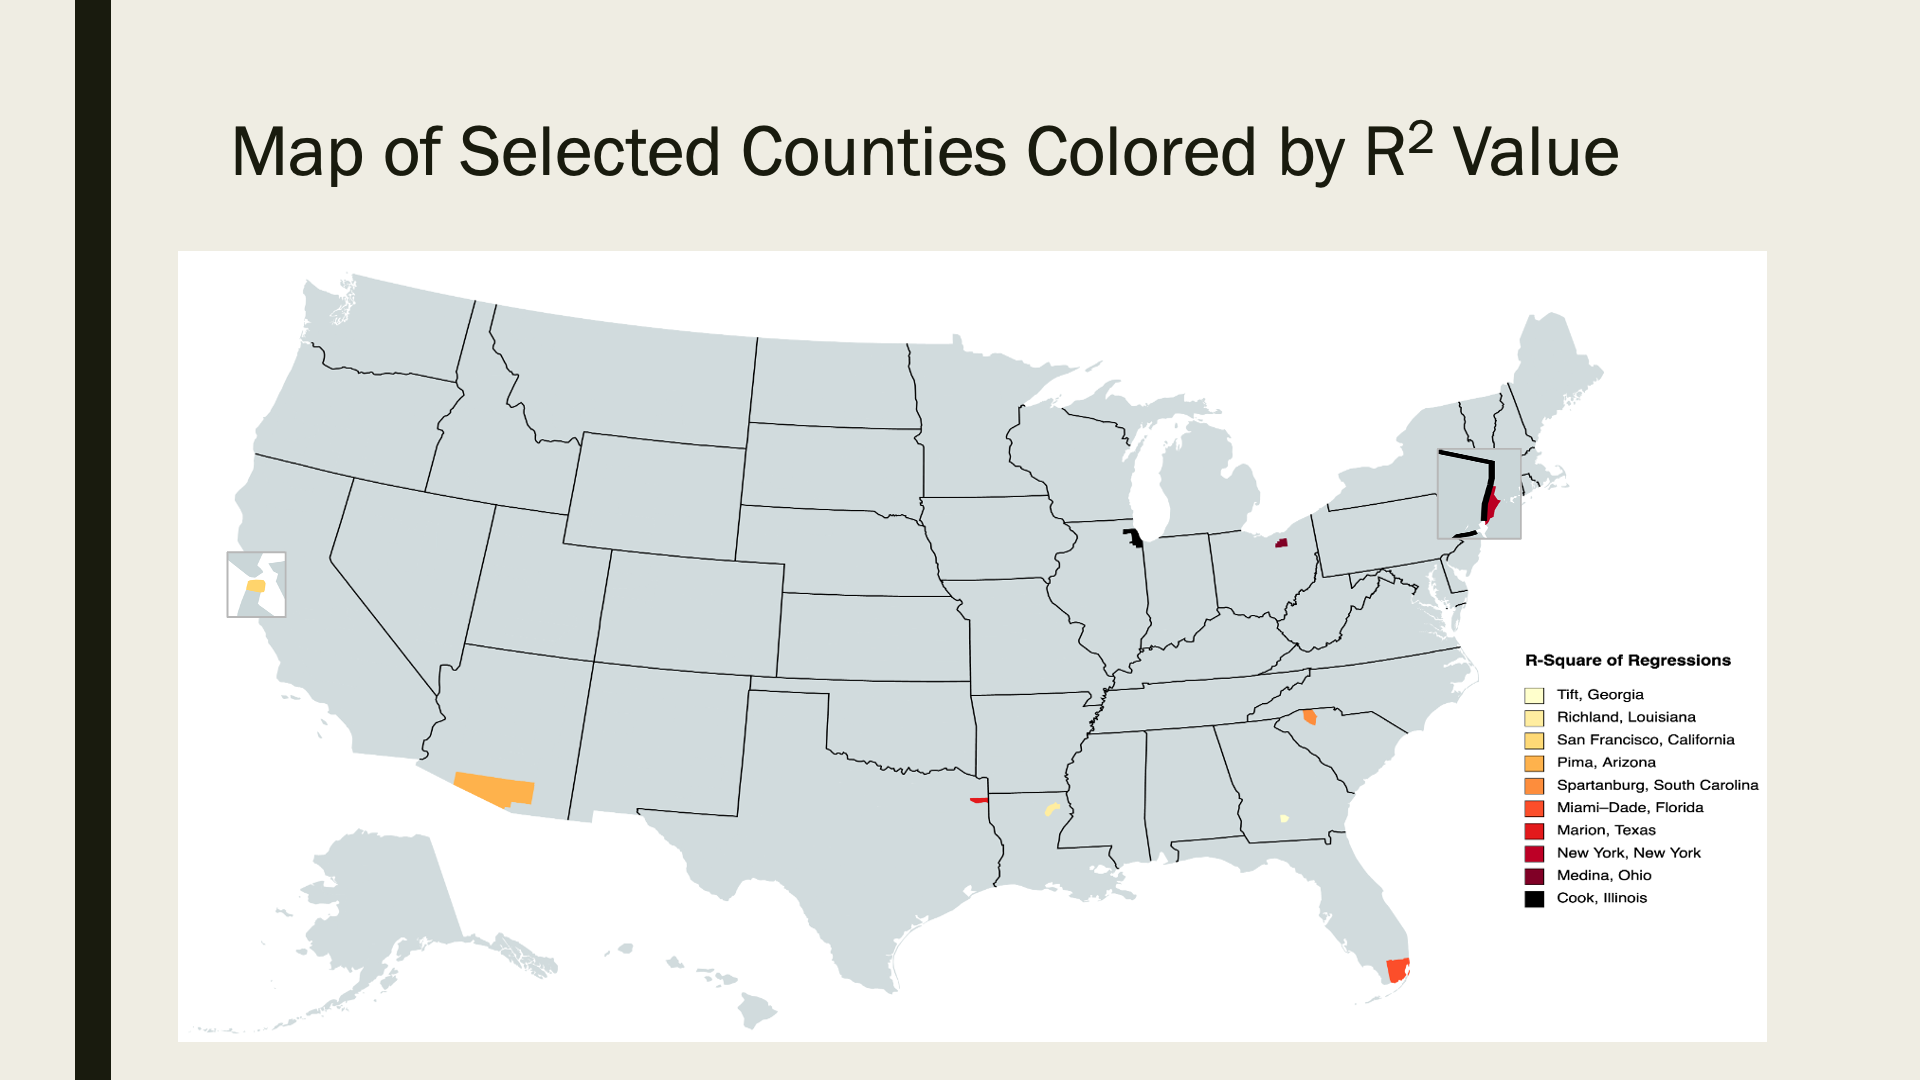 Map of Selected Counties Colored by R² Value
R-Square of Regressions
Tift, Georgia
Richland, Louisiana
San Francisco, California
Pima, Arizona
Spartanburg, South Carolina
Miami–Dade, Florida
Marion, Texas
New York, New York
Medina, Ohio
Cook, Illinois